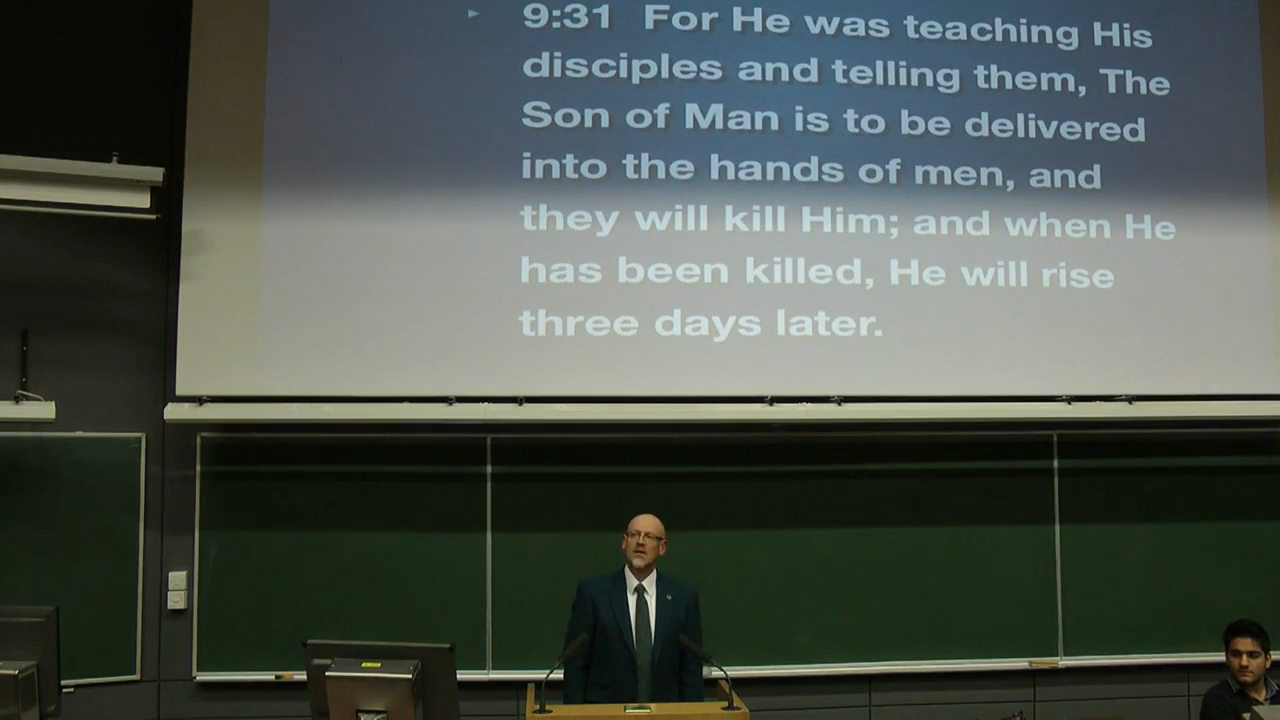 9:31 For He was teaching His
disciples and telling them, The
Son of Man is to be delivered
into the hands of men, and
they will kill Him; and when He
has been killed, He will rise
three days later.